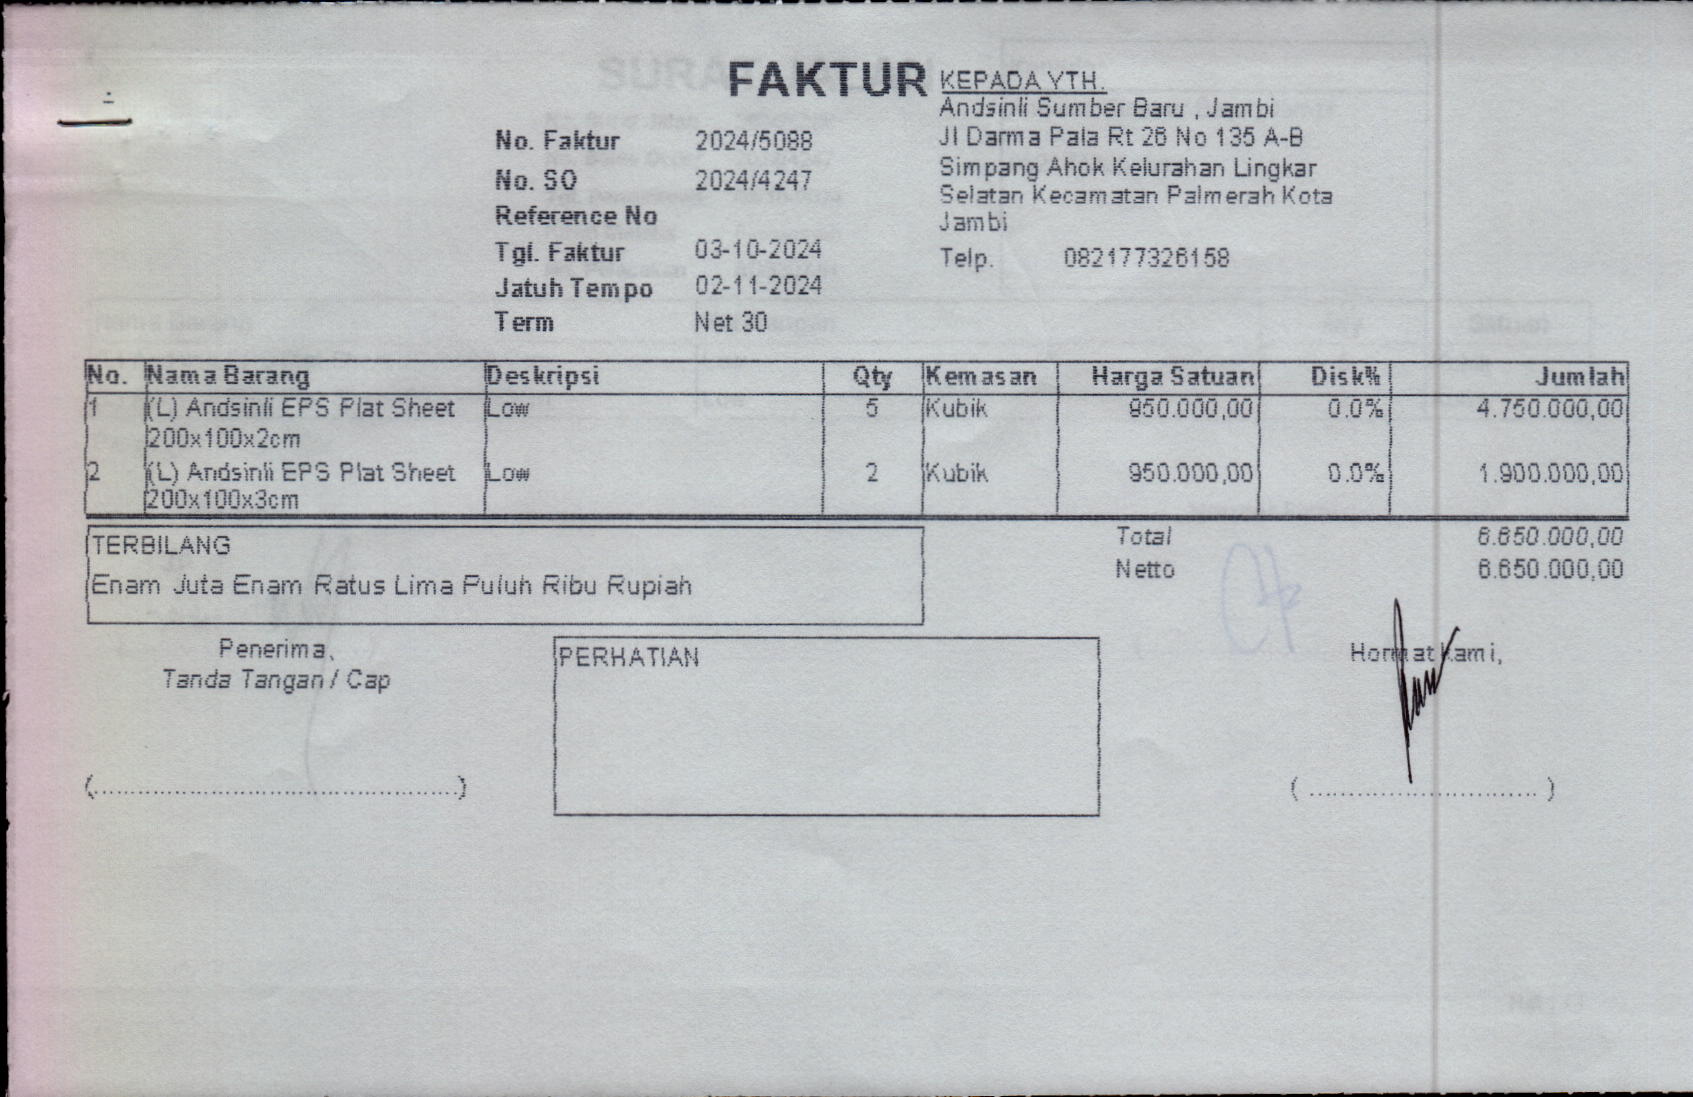 FAKTUR
No. Faktur 2024/5088
No. SO 2024/4247
Reference No
Tgl. Faktur 03-10-2024
Jatuh Tempo 02-11-2024
Term Net 30
KEPADA YTH.
Andsinli Sumber Baru , Jambi
Jl Darma Pala Rt 26 No 135 A-B
Simpang Ahok Kelurahan Lingkar
Selatan Kecamatan Palmerah Kota
Jambi
Telp. 082177326158
No. Nama Barang Deskripsi Qty Kemasan Harga Satuan Disk% Jumlah
1 (L) Andsinli EPS Plat Sheet Low 5 Kubik 950.000,00 0.0% 4.750.000,00
200x100x2cm
2 (L) Andsinli EPS Plat Sheet Low 2 Kubik 950.000,00 0.0% 1.900.000,00
200x100x3cm
TERBILANG
Enam Juta Enam Ratus Lima Puluh Ribu Rupiah
Total 6.650.000,00
Netto 6.650.000,00
Penerima,
Tanda Tangan / Cap
(................................................)
PERHATIAN
Hormat Kami,
( .............................. )